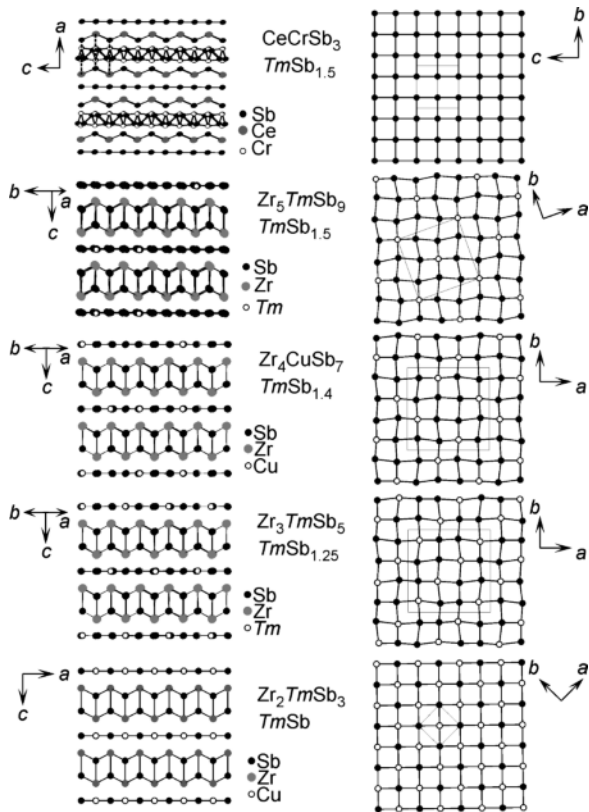 a
c
CeCrSb3
TmSb1.5
Sb
Ce
Cr
b
c
b
a
c
Zr5TmSb9
TmSb1.5
Sb
Zr
Tm
b
a
b
a
c
Zr4CuSb7
TmSb1.4
Sb
Zr
Cu
b
a
b
a
c
Zr3TmSb5
TmSb1.25
Sb
Zr
Tm
b
a
a
c
Zr2TmSb3
TmSb
Sb
Zr
Cu
b
a